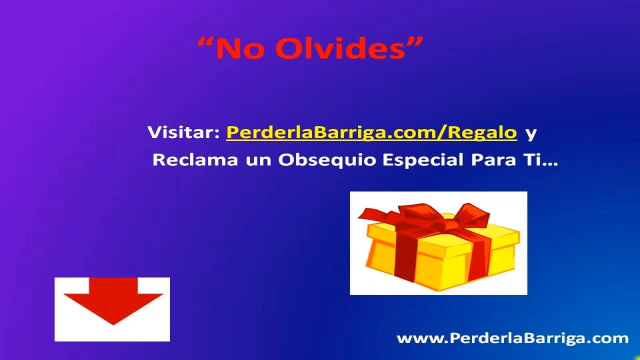 “No Olvides”
Visitar: PerderlaBarriga.com/Regalo y
Reclama un Obsequio Especial Para Ti...
www.PerderlaBarriga.com